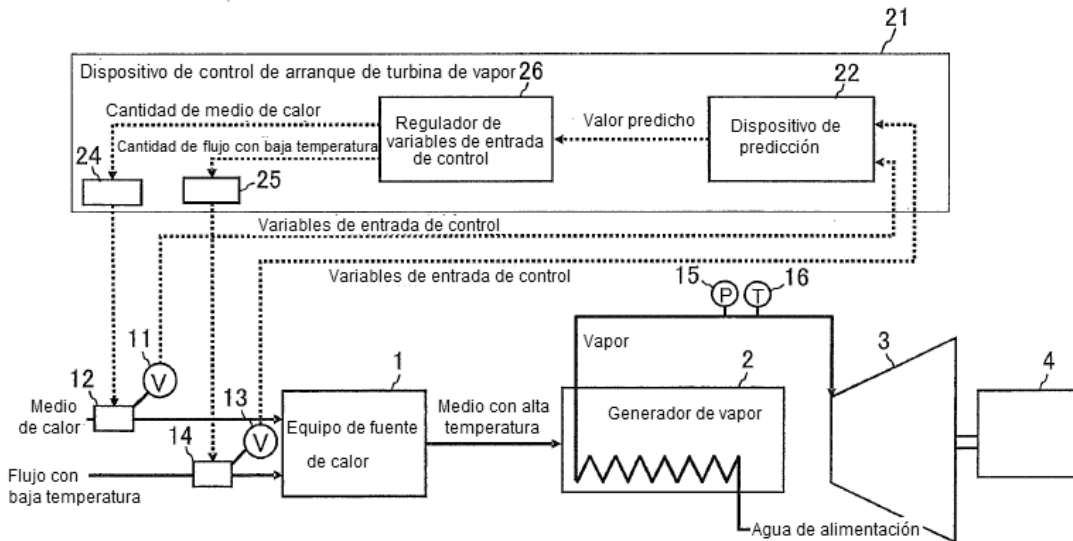 21
Dispositivo de control de arranque de turbina de vapor
26
22
Cantidad de medio de calor
Regulador de
variables de entrada
de control
Valor predicho
Dispositivo de
predicción
Cantidad de flujo con baja temperatura
24
25
Variables de entrada de control
Variables de entrada de control
15
P
T
16
11
V
Vapor
3
12
1
2
4
Medio
de calor
13
V
Equipo de fuente
de calor
Medio con alta
temperatura
Generador de vapor
14
Flujo con
baja temperatura
Agua de alimentación